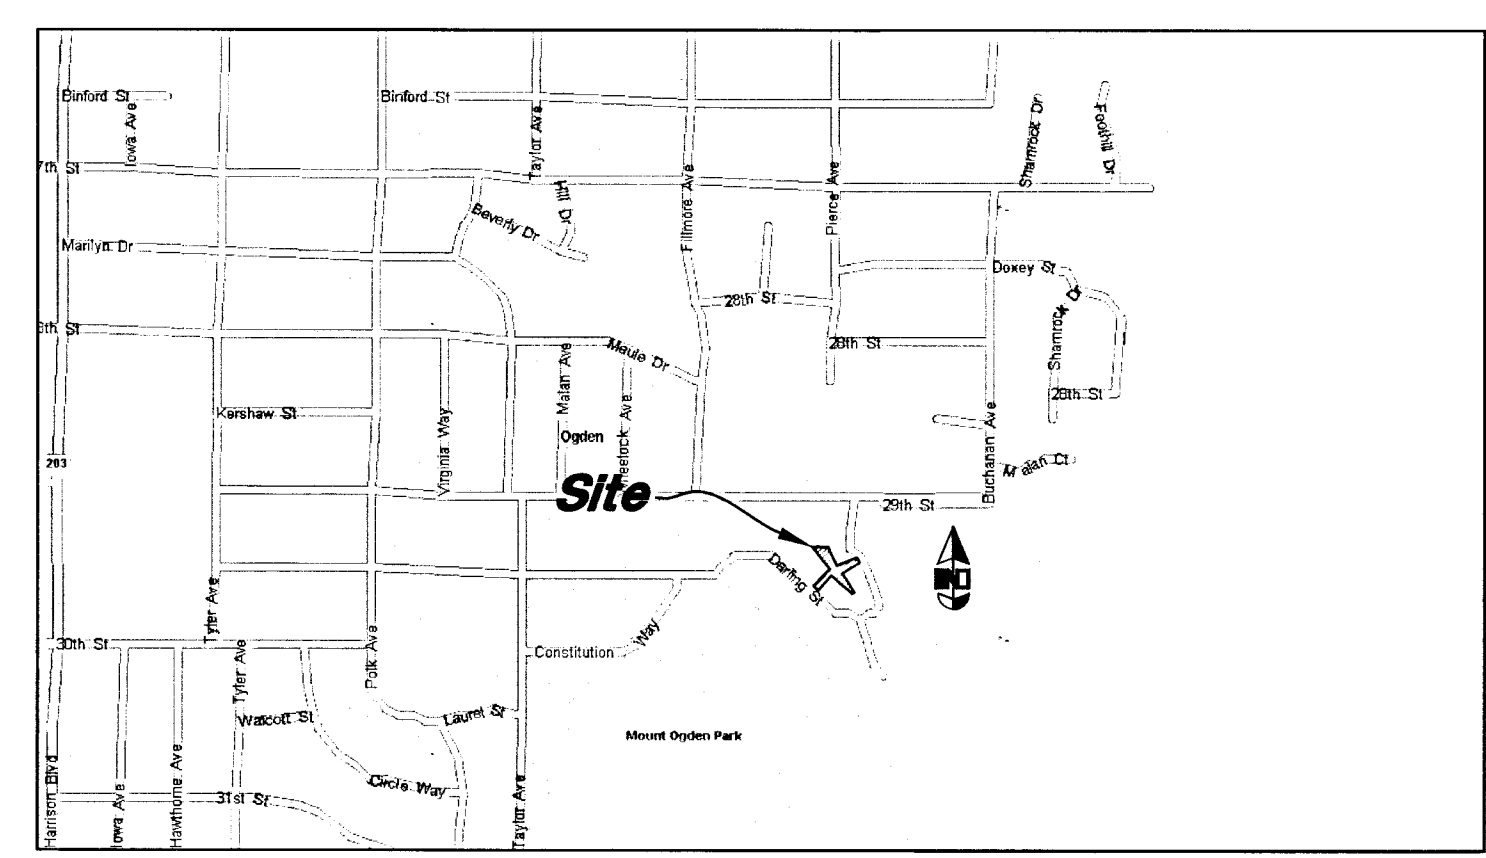 Binford St
Binford St
Iowa Ave
Taylor Ave
Shamrock Dr
Foothill Dr
7th St
Hill Dr
Fillmore Ave
Pierce Ave
Beverly Dr
Marilyn Dr
Doxey St
28th St
Shamrock Dr
8th St
28th St
Maule Dr
Malan Ave
28th St
Kershaw St
Virginia Way
Wheelock Ave
Buchanan Ave
Ogden
203
Malan Ct
Site
29th St
Darling St
Tyler Ave
30th St
Polk Ave
Tyler Ave
Constitution Way
Walcott St
Laurel St
Mount Ogden Park
Harrison Blvd
Iowa Ave
Hawthorne Ave
31st St
Circle Way
Taylor Ave